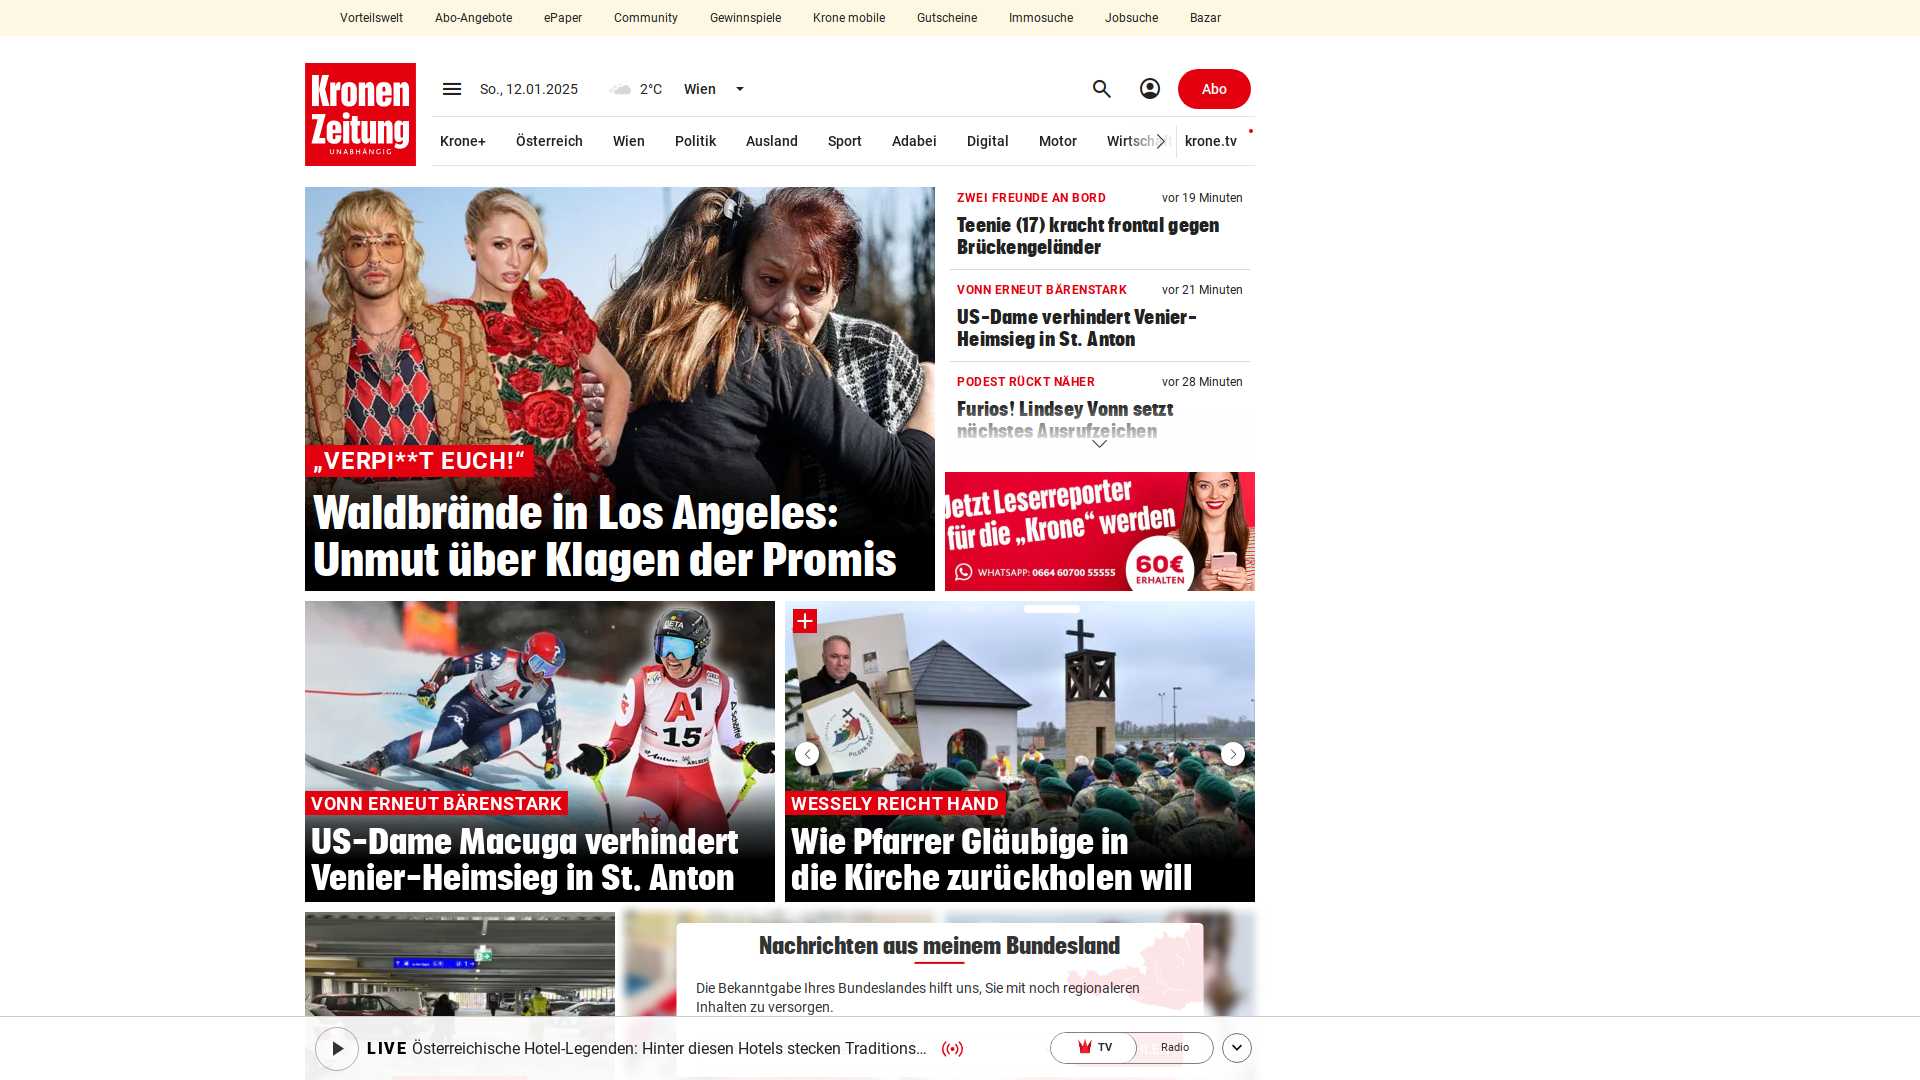 Vorteilswelt Abo-Angebote ePaper Community Gewinnspiele Krone mobile Gutscheine Immosuche Jobsuche Bazar
Kronen
Zeitung
UNABHÄNGIG
So., 12.01.2025 2°C Wien Abo
Krone+ Österreich Wien Politik Ausland Sport Adabei Digital Motor krone.tv
„VERPI**T EUCH!“
Waldbrände in Los Angeles:
Unmut über Klagen der Promis
ZWEI FREUNDE AN BORD vor 19 Minuten
Teenie (17) kracht frontal gegen
Brückengeländer
VONN ERNEUT BÄRENSTARK vor 21 Minuten
US-Dame verhindert Venier-
Heimsieg in St. Anton
PODEST RÜCKT NÄHER vor 28 Minuten
Furios! Lindsey Vonn setzt
nächstes Ausrufzeichen
Jetzt Leserreporter
für die „Krone“ werden
WHATSAPP: 0664 60700 55555
60€
ERHALTEN
A1
15
VONN ERNEUT BÄRENSTARK
US-Dame Macuga verhindert
Venier-Heimsieg in St. Anton
WESSELY REICHT HAND
Wie Pfarrer Gläubige in
die Kirche zurückholen will
Nachrichten aus meinem Bundesland
Die Bekanntgabe Ihres Bundeslandes hilft uns, Sie mit noch regionaleren
Inhalten zu versorgen.
LIVE Österreichische Hotel-Legenden: Hinter diesen Hotels stecken Traditions... TV Radio